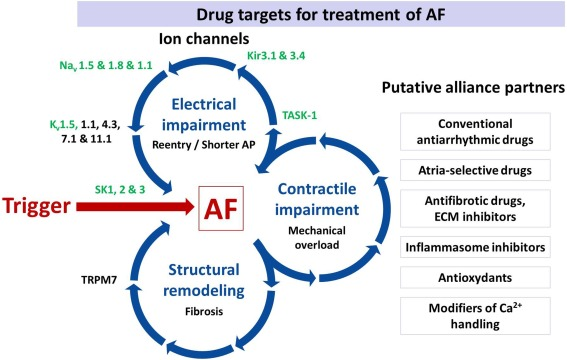 Drug targets for treatment of AF
Ion channels
Kir3.1 & 3.4
Nav 1.5 & 1.8 & 1.1
Putative alliance partners
Electrical
impairment
Reentry / Shorter AP
TASK-1
Kv1.5, 1.1, 4.3,
7.1 & 11.1
Conventional
antiarrhythmic drugs
Atria-selective drugs
SK1, 2 & 3
Trigger
AF
Contractile
impairment
Mechanical
overload
Antifibrotic drugs,
ECM inhibitors
Inflammasome inhibitors
Structural
remodeling
Fibrosis
TRPM7
Antioxydants
Modifiers of Ca²⁺
handling